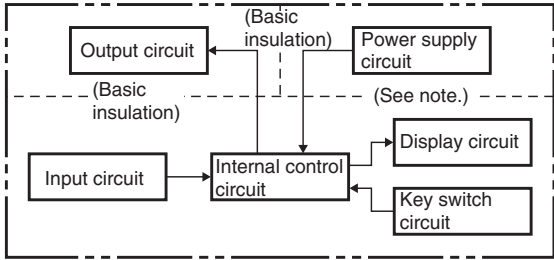 (Basic
insulation)
Output circuit
Power supply
circuit
(Basic
insulation)
(See note.)
Display circuit
Input circuit
Internal control
circuit
Key switch
circuit